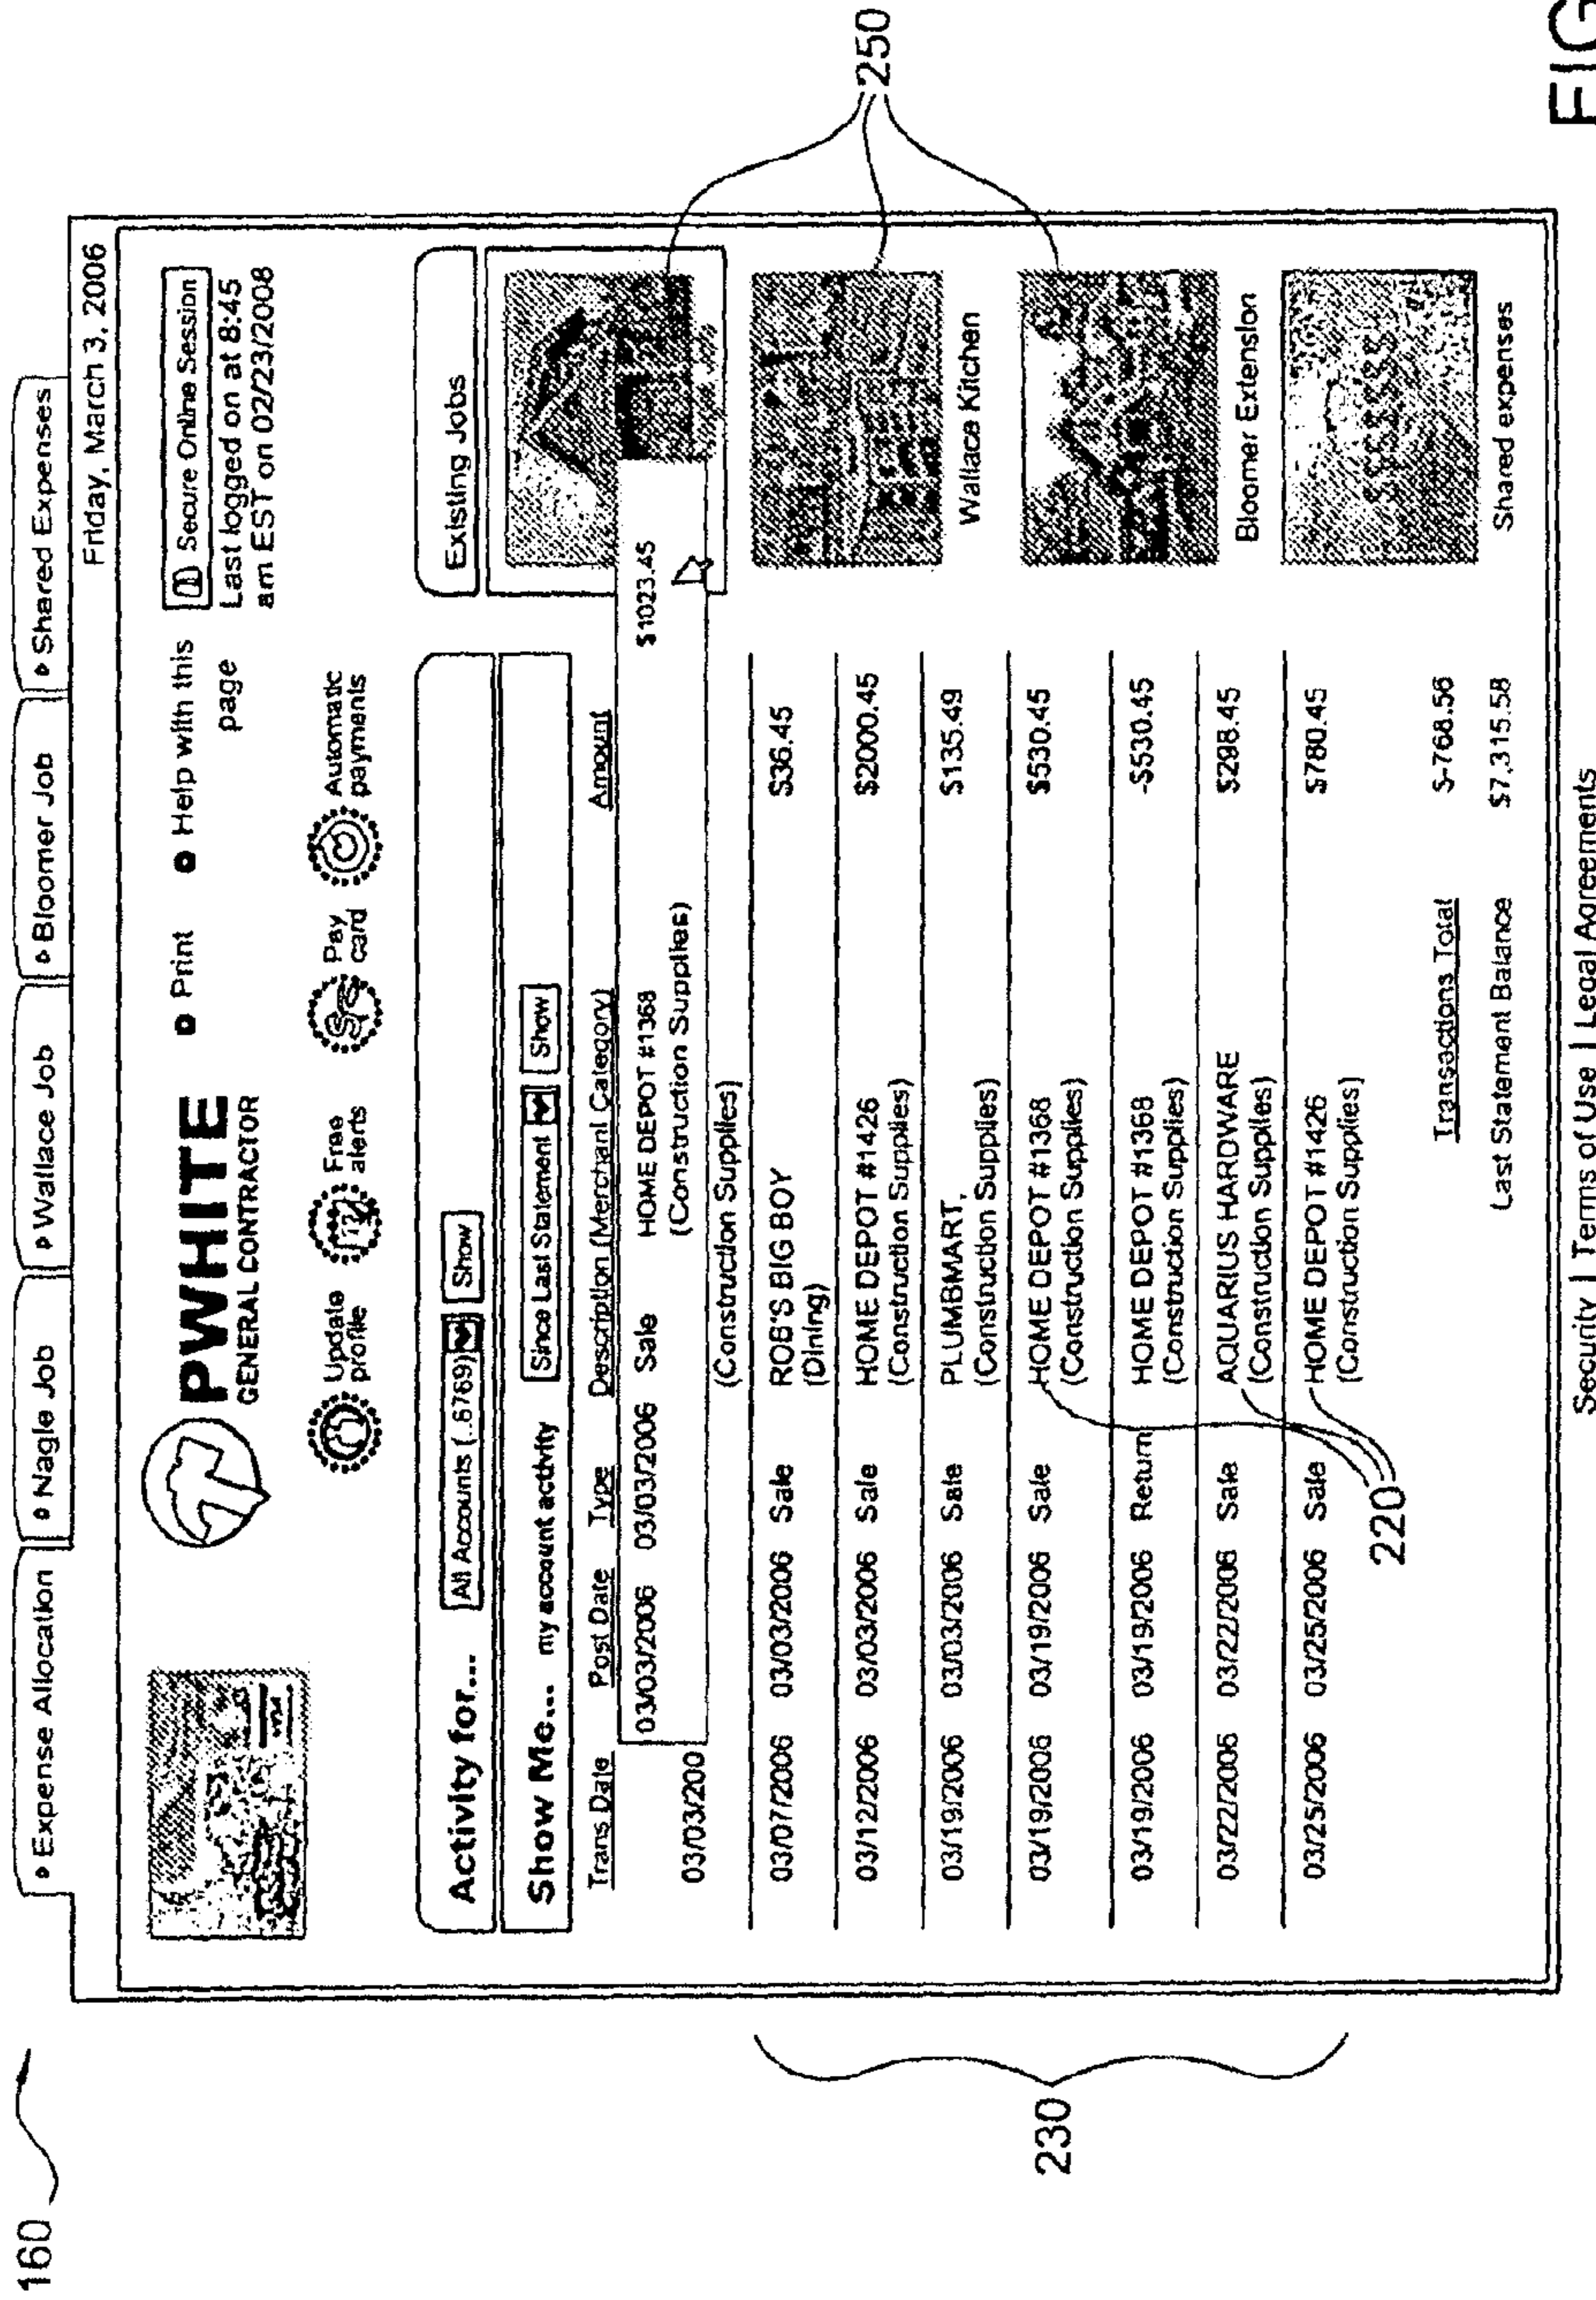 160
Expense Allocation
Nagle Job
Wallace Job
Bloomer Job
Shared Expenses
Friday, March 3, 2006
PWHITE
GENERAL CONTRACTOR
Print
Help with this
page
Secure Online Session
Last logged on at 8:45
am EST on 02/23/2008
Update
profile
Free
alerts
Pay
card
Automatic
payments
Activity for... All Accounts (..6769) Show
Show Me... my account activity Since Last Statement Show
Existing Jobs
Trans Date Post Date Type Description (Merchant Category) Amount
03/03/2006 03/03/2006 Sale HOME DEPOT #1368 $1023.45
(Construction Supplies)
03/03/200 (Construction Supplies)
03/07/2006 03/03/2006 Sale ROB'S BIG BOY $36.45
(Dining)
03/12/2006 03/03/2006 Sale HOME DEPOT #1426 $2000.45
(Construction Supplies)
03/19/2006 03/03/2006 Sale PLUMBMART, $135.49
(Construction Supplies)
03/19/2006 03/19/2006 Sale HOME DEPOT #1368 $530.45
(Construction Supplies)
03/19/2006 03/19/2006 Return HOME DEPOT #1368 -$530.45
(Construction Supplies)
03/22/2006 03/22/2006 Sale AQUARIUS HARDWARE $298.45
(Construction Supplies)
03/25/2006 03/25/2006 Sale HOME DEPOT #1426 $780.45
(Construction Supplies)
Transactions Total $-768.56
Last Statement Balance $7,315.58
Wallace Kitchen
Bloomer Extension
Shared expenses
250
230
220
Security | Terms of Use | Legal Agreements
FIG